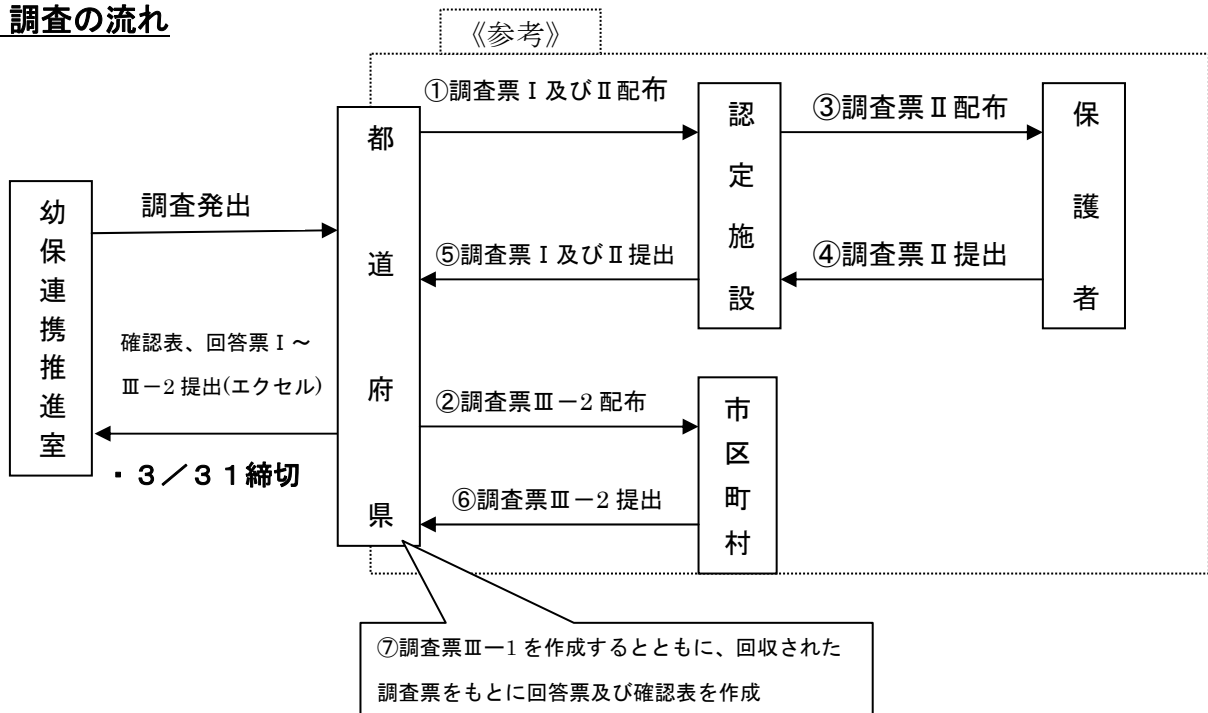 調査の流れ
《参考》
①調査票Ⅰ及びⅡ配布
③調査票Ⅱ配布
都道府県
認定施設
保護者
幼保連携推進室
調査発出
⑤調査票Ⅰ及びⅡ提出
④調査票Ⅱ提出
確認表、回答票Ⅰ~
Ⅲ-2提出(エクセル)
・3/31締切
②調査票Ⅲ-2配布
市区町村
⑥調査票Ⅲ-2提出
⑦調査票Ⅲー1を作成するとともに、回収された
調査票をもとに回答票及び確認表を作成